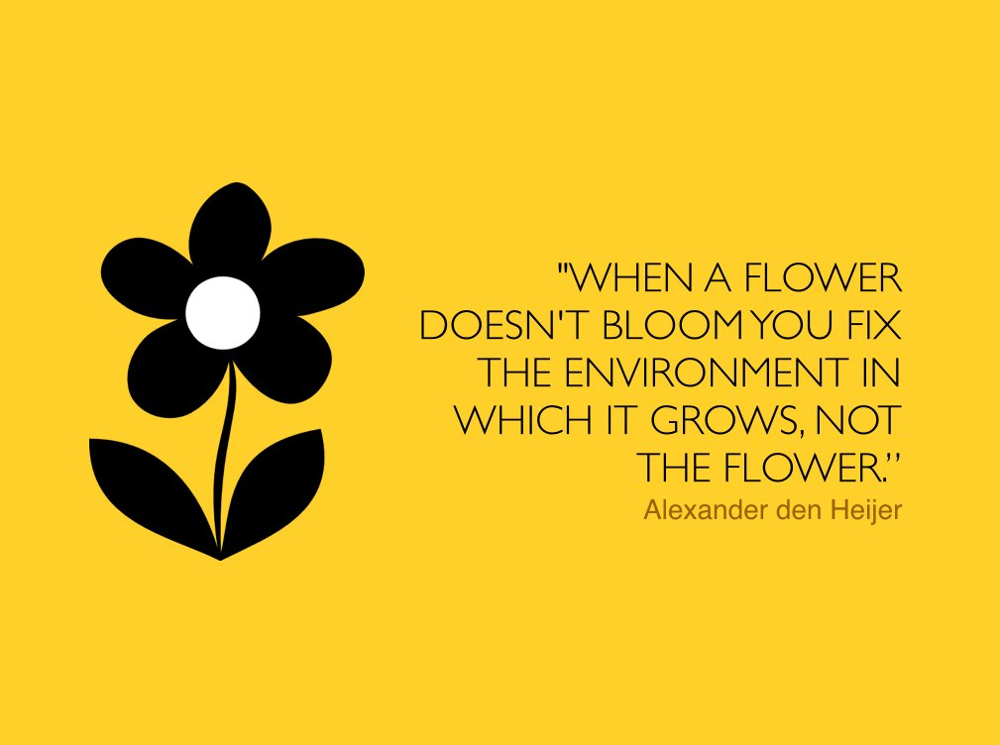 "WHEN A FLOWER
DOESN'T BLOOM YOU FIX
THE ENVIRONMENT IN
WHICH IT GROWS, NOT
THE FLOWER.”
Alexander den Heijer